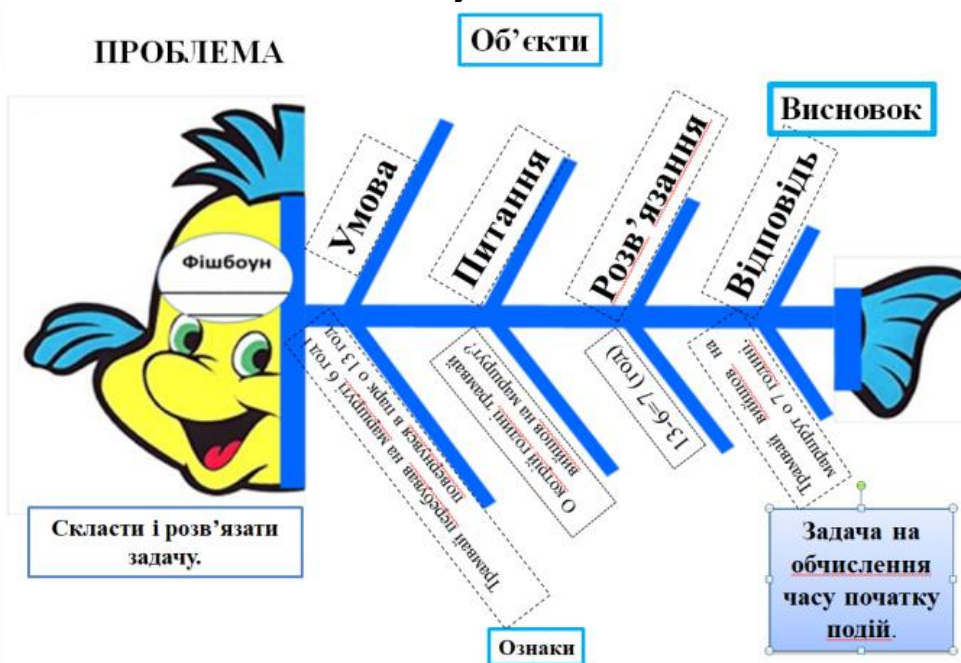 ПРОБЛЕМА
Об’єкти
Висновок
Фішбоун
Умова
Питання
Розв’язання
Відповідь
Трамвай перебував на маршруті 6 год і
повернувся в парк о 13 год.
О котрій годині трамвай
вийшов на маршрут?
13-6=7 (год)
Трамвай вийшов на
маршрут о 7 годині.
Скласти і розв’язати
задачу.
Задача на
обчислення
часу початку
подій.
Ознаки